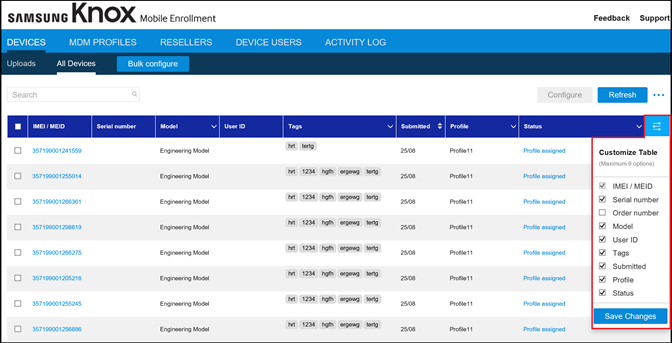 SAMSUNG Knox Mobile Enrollment
Feedback Support
DEVICES MDM PROFILES RESELLERS DEVICE USERS ACTIVITY LOG
Uploads All Devices Bulk configure
Search Configure Refresh
IMEI / MEID Serial number Model User ID Tags Submitted Profile Status
357199001241559 Engineering Model hrt tertg 25/08 Profile11 Profile assigned
357199001255014 Engineering Model hrt 1234 hgfh ergewg tertg 25/08 Profile11 Profile assigned
357199001266361 Engineering Model hrt 1234 hgfh ergewg tertg 25/08 Profile11 Profile assigned
357199001298619 Engineering Model hrt 1234 hgfh ergewg tertg 25/08 Profile11 Profile assigned
357199001266275 Engineering Model hrt 1234 hgfh ergewg tertg 25/08 Profile11 Profile assigned
357199001205216 Engineering Model hrt 1234 hgfh ergewg tertg 25/08 Profile11 Profile assigned
357199001255245 Engineering Model hrt 1234 hgfh ergewg tertg 25/08 Profile11 Profile assigned
357199001256686 Engineering Model hrt 1234 hgfh ergewg tertg 25/08 Profile11 Profile assigned
Customize Table
(Maximum 9 options)
IMEI / MEID
Serial number
Order number
Model
User ID
Tags
Submitted
Profile
Status
Save Changes